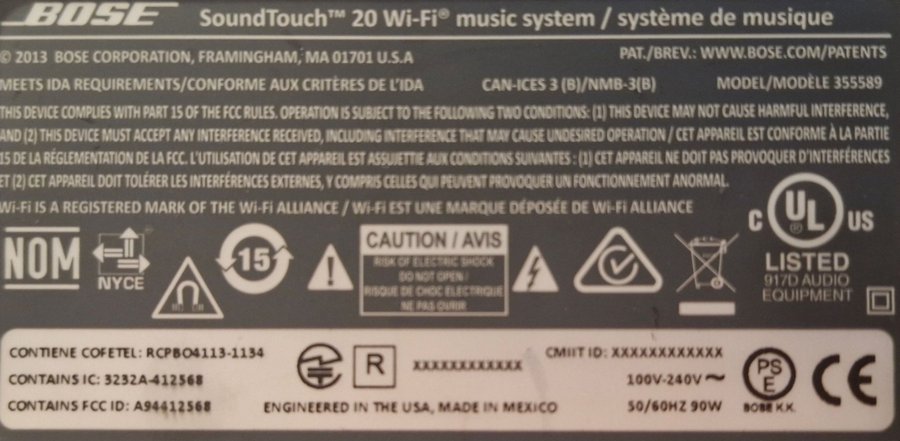 BOSE SoundTouch™ 20 Wi-Fi® music system / système de musique
© 2013 BOSE CORPORATION, FRAMINGHAM, MA 01701 U.S.A PAT./BREV.: WWW.BOSE.COM/PATENTS
MEETS IDA REQUIREMENTS/CONFORME AUX CRITÈRES DE L'IDA CAN-ICES 3 (B)/NMB-3(B) MODEL/MODÈLE 355589
THIS DEVICE COMPLIES WITH PART 15 OF THE FCC RULES. OPERATION IS SUBJECT TO THE FOLLOWING TWO CONDITIONS: (1) THIS DEVICE MAY NOT CAUSE HARMFUL INTERFERENCE,
AND (2) THIS DEVICE MUST ACCEPT ANY INTERFERENCE RECEIVED, INCLUDING INTERFERENCE THAT MAY CAUSE UNDESIRED OPERATION / CET APPAREIL EST CONFORME À LA PARTIE
15 DE LA RÉGLEMENTATION DE LA FCC. L'UTILISATION DE CET APPAREIL EST ASSUJETTIE AUX CONDITIONS SUIVANTES : (1) CET APPAREIL NE DOIT PAS PROVOQUER D'INTERFÉRENCES
ET (2) CET APPAREIL DOIT TOLÉRER LES INTERFÉRENCES EXTERNES, Y COMPRIS CELLES QUI PEUVENT PROVOQUER UN FONCTIONNEMENT ANORMAL.
Wi-Fi IS A REGISTERED MARK OF THE Wi-Fi ALLIANCE / Wi-Fi EST UNE MARQUE DÉPOSÉE DE Wi-Fi ALLIANCE
C UL® US
LISTED
917D AUDIO
EQUIPMENT
NOM
NYCE
15
CAUTION / AVIS
RISK OF ELECTRIC SHOCK
DO NOT OPEN /
RISQUE DE CHOC ÉLECTRIQUE
NE PAS OUVRIR
CONTIENE COFETEL: RCPBO4113-1134
CONTAINS IC: 3232A-412568
CONTAINS FCC ID: A94412568
R XXXXXXXXXXXX CMIIT ID: XXXXXXXXXXXX
100V-240V ~
ENGINEERED IN THE USA, MADE IN MEXICO 50/60HZ 90W
PS
E
BOSE K.K.
CE